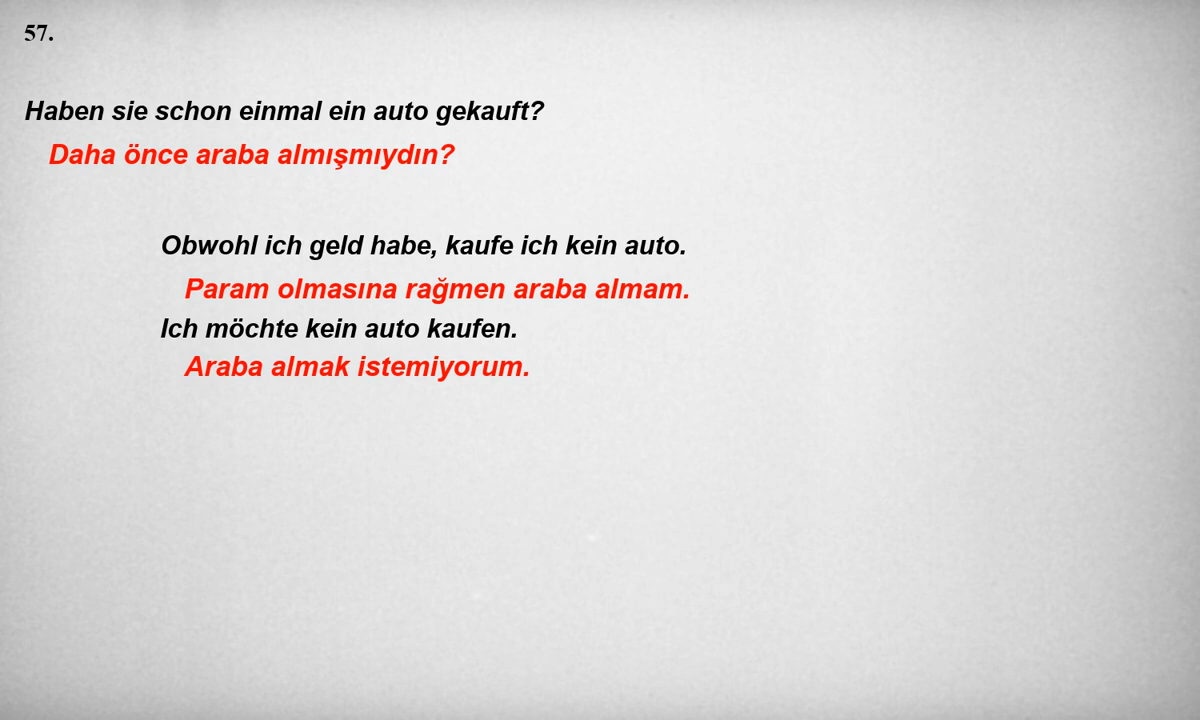 57.
Haben sie schon einmal ein auto gekauft?
Daha önce araba almışmıydın?
Obwohl ich geld habe, kaufe ich kein auto.
Param olmasına rağmen araba almam.
Ich möchte kein auto kaufen.
Araba almak istemiyorum.